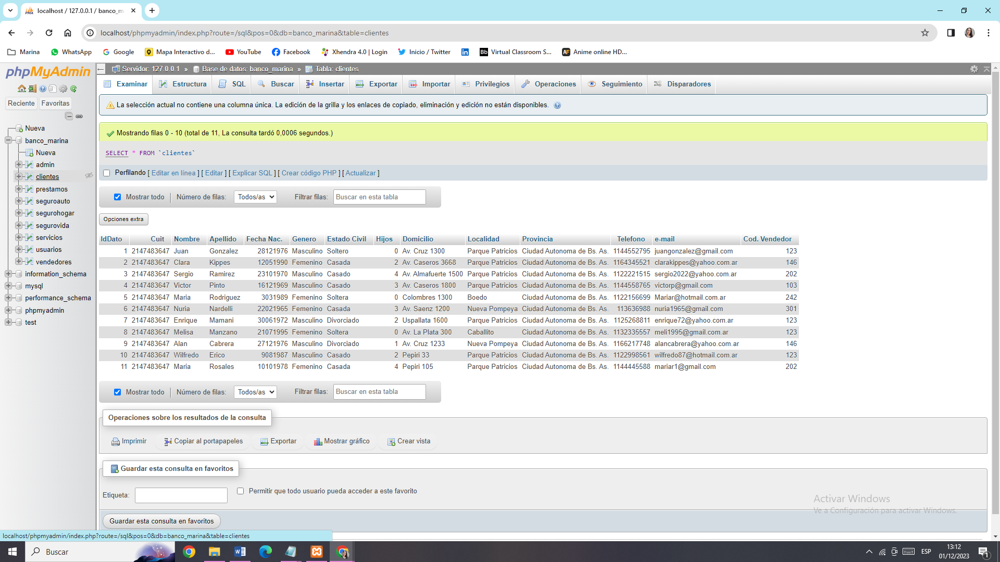 localhost / 127.0.0.1 / banco_m
localhost/phpmyadmin/index.php?route=/sql&pos=0&db=banco_marina&table=clientes
Marina WhatsApp Google Mapa Interactivo d... YouTube Facebook Xhendra 4.0 | Login Inicio / Twitter Virtual Classroom S... Anime online HD...
phpMyAdmin
Reciente Favoritas
Nueva
banco_marina
Nueva
admin
clientes
prestamos
seguroauto
segurohogar
segurovida
servicios
usuarios
vendedores
information_schema
mysql
performance_schema
phpmyadmin
test
Servidor: 127.0.0.1 » Base de datos: banco_marina » Tabla: clientes
Examinar Estructura SQL Buscar Insertar Exportar Importar Privilegios Operaciones Seguimiento Disparadores
La selección actual no contiene una columna única. La edición de la grilla y los enlaces de copiado, eliminación y edición no están disponibles.
Mostrando filas 0 - 10 (total de 11, La consulta tardó 0,0006 segundos.)
SELECT * FROM `clientes`
Perfilando [ Editar en línea ] [ Editar ] [ Explicar SQL ] [ Crear código PHP ] [ Actualizar ]
Mostrar todo Número de filas: Todos/as Filtrar filas: Buscar en esta tabla
Opciones extra
IdDato Cuit Nombre Apellido Fecha Nac. Genero Estado Civil Hijos Domicilio Localidad Provincia Telefono e-mail Cod. Vendedor
1 2147483647 Juan Gonzalez 28121976 Masculino Soltero 0 Av. Cruz 1300 Parque Patricios Ciudad Autonoma de Bs. As. 1144552795 juangonzalez@gmail.com 123
2 2147483647 Clara Kippes 12051990 Femenino Casada 2 Av. Caseros 3668 Parque Patricios Ciudad Autonoma de Bs. As. 1164345521 clarakippes@yahoo.com.ar 146
3 2147483647 Sergio Ramirez 23101970 Masculino Casado 4 Av. Almafuerte 1500 Parque Patricios Ciudad Autonoma de Bs. As. 1122221515 sergio2022@yahoo.com.ar 202
4 2147483647 Victor Pinto 16121969 Masculino Casado 3 Av. Caseros 1800 Parque Patricios Ciudad Autonoma de Bs. As. 1144558765 victorp@gmail.com 103
5 2147483647 Maria Rodriguez 3031989 Femenino Soltera 0 Colombres 1300 Boedo Ciudad Autonoma de Bs. As. 1122156699 Mariar@hotmail.com.ar 242
6 2147483647 Nuria Nardelli 22021965 Femenino Casada 3 Av. Saenz 1200 Nueva Pompeya Ciudad Autonoma de Bs. As. 113636988 nuria1965@gmail.com 301
7 2147483647 Enrique Mamani 30061972 Masculino Divorciado 2 Uspallata 1600 Parque Patricios Ciudad Autonoma de Bs. As. 1125268811 enrique72@yahoo.com.ar 123
8 2147483647 Melisa Manzano 21071995 Femenino Soltera 0 Av. La Plata 300 Caballito Ciudad Autonoma de Bs. As. 1132335557 meli1995@gmail.com.ar 123
9 2147483647 Alan Cabrera 27121976 Masculino Divorciado 1 Av. Cruz 1233 Nueva Pompeya Ciudad Autonoma de Bs. As. 1166217748 alancabrera@yahoo.com.ar 146
10 2147483647 Wilfredo Erico 9081987 Masculino Casado 2 Pepiri 33 Parque Patricios Ciudad Autonoma de Bs. As. 1122998561 wilfredo87@hotmail.com.ar 123
11 2147483647 Maria Rosales 10101978 Femenino Casada 4 Pepiri 105 Parque Patricios Ciudad Autonoma de Bs. As. 1144445588 mariar1@gmail.com 202
Mostrar todo Número de filas: Todos/as Filtrar filas: Buscar en esta tabla
Operaciones sobre los resultados de la consulta
Imprimir Copiar al portapapeles Exportar Mostrar gráfico Crear vista
Guardar esta consulta en favoritos
Etiqueta: Permitir que todo usuario pueda acceder a este favorito
Guardar esta consulta en favoritos
Activar Windows
Ve a Configuración para activar Windows.
localhost/phpmyadmin/index.php?route=/sql&pos=0&db=banco_marina&table=clientes
Buscar
ESP
13:12
01/12/2023
1